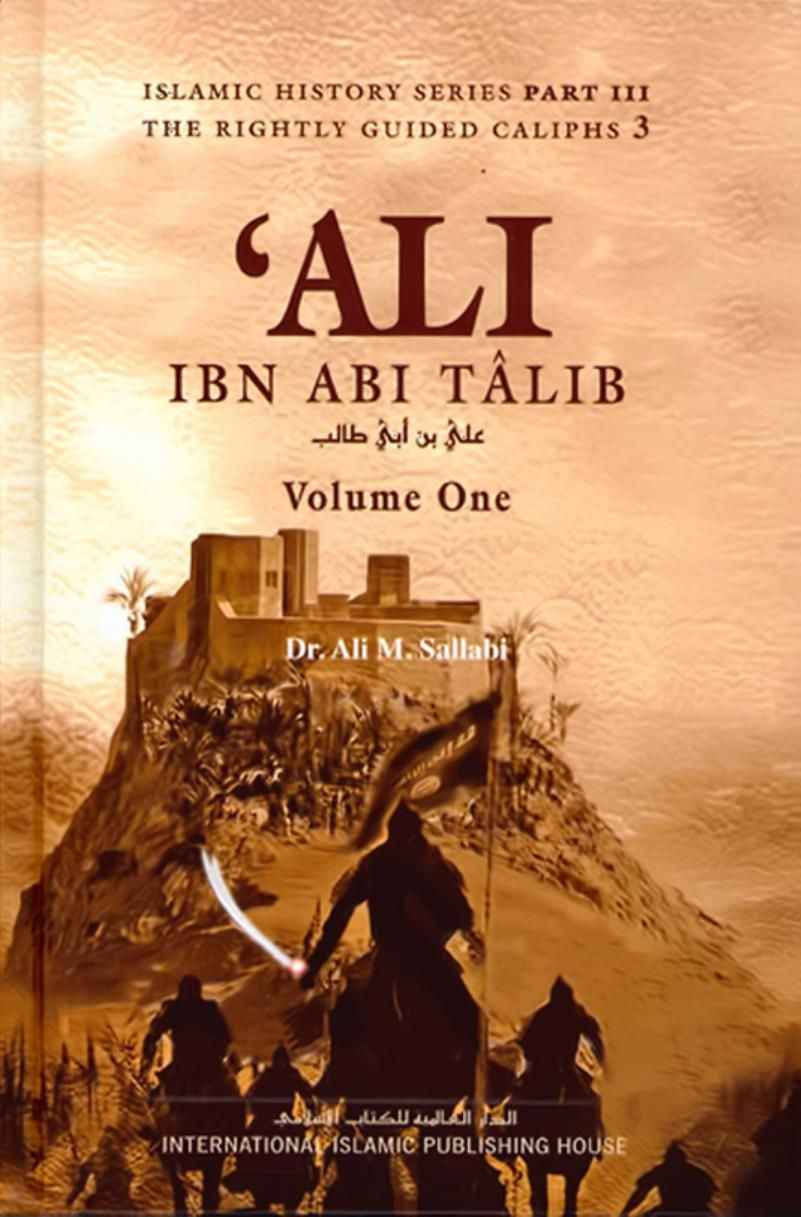 ISLAMIC HISTORY SERIES PART III
THE RIGHTLY GUIDED CALIPHS 3
‘ALI
IBN ABI TÂLIB
علي بن أبي طالب
Volume One
Dr. Ali M. Sallabi
الدار العالمية للكتاب الإسلامي
INTERNATIONAL ISLAMIC PUBLISHING HOUSE